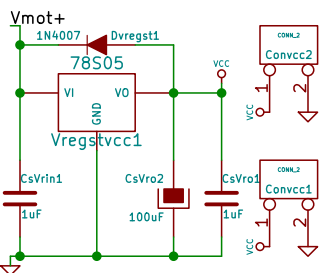 Vmot+
1N4007
Dvregst1
78S05
VI
VO
GND
Vregstvcc1
VCC
CsVrin1
1uF
CsVro2
100uF
CsVro1
1uF
CONN_2
Convcc2
1
2
VCC
CONN_2
Convcc1
1
2
VCC